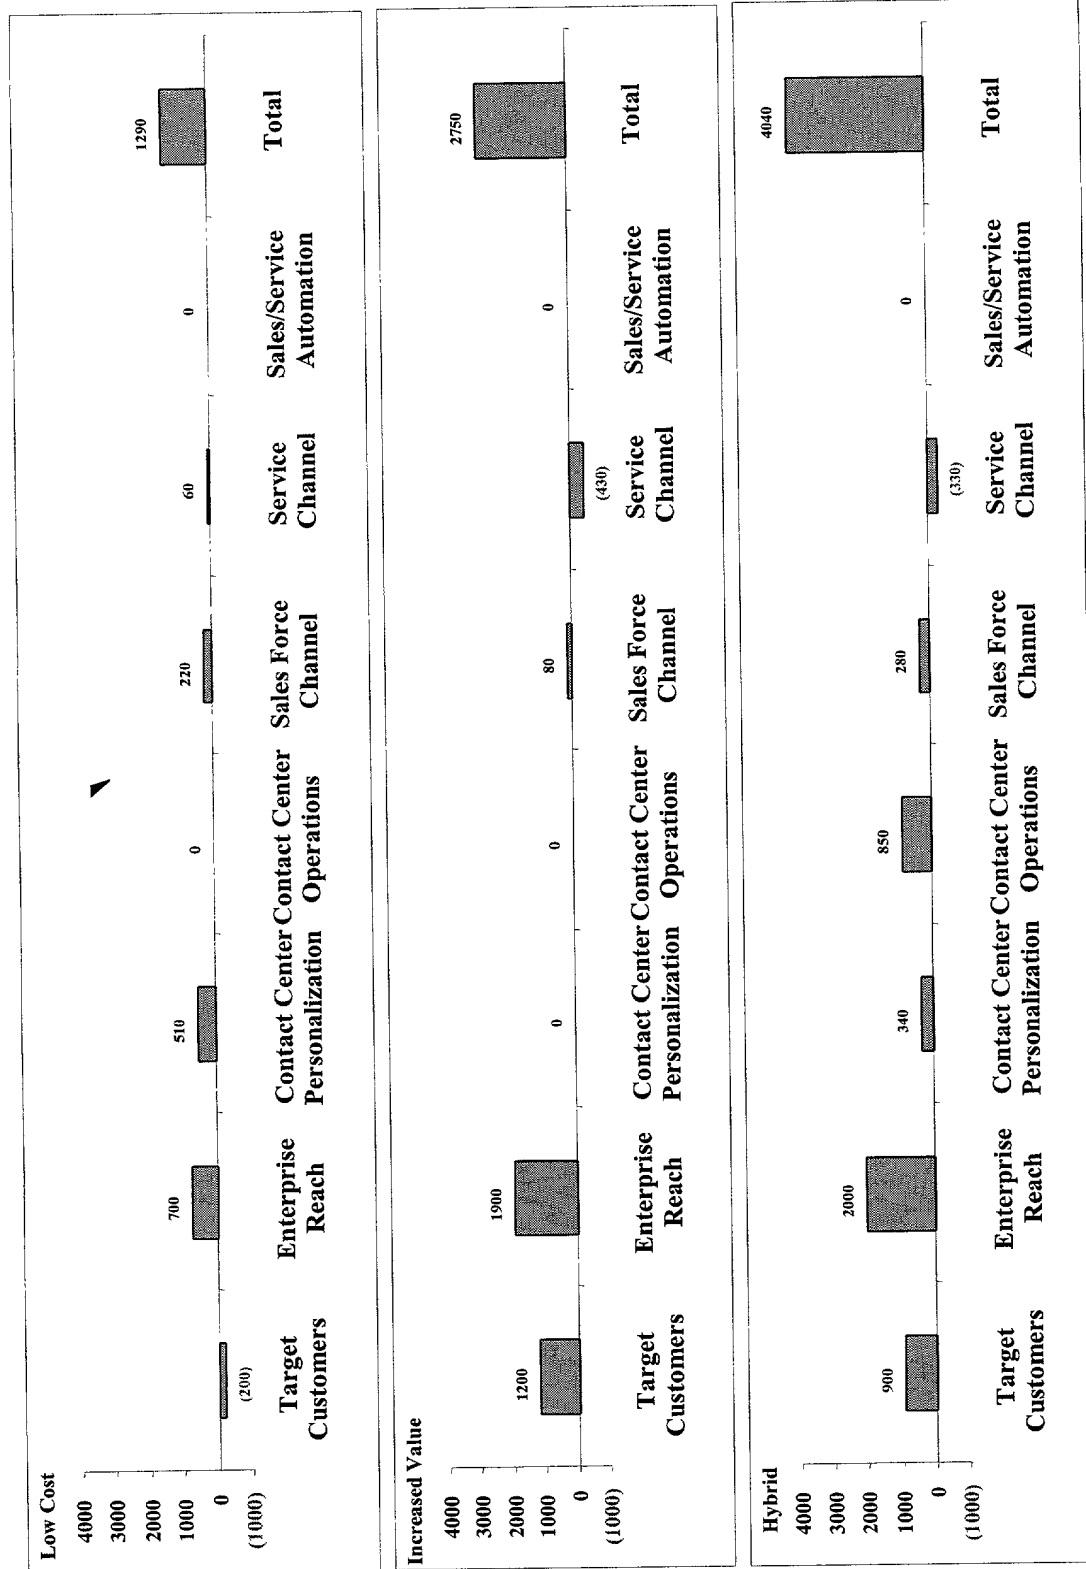 Low Cost
4000
3000
2000
1000
0
(1000)
(200)
700
510
0
220
60
0
1290
Target
Customers
Enterprise
Reach
Contact Center
Personalization
Contact Center
Operations
Sales Force
Channel
Service
Channel
Sales/Service
Automation
Total
Increased Value
4000
3000
2000
1000
0
(1000)
1200
1900
0
0
80
(430)
0
2750
Target
Customers
Enterprise
Reach
Contact Center
Personalization
Contact Center
Operations
Sales Force
Channel
Service
Channel
Sales/Service
Automation
Total
Hybrid
4000
3000
2000
1000
0
(1000)
900
2000
340
850
280
(330)
0
4040
Target
Customers
Enterprise
Reach
Contact Center
Personalization
Contact Center
Operations
Sales Force
Channel
Service
Channel
Sales/Service
Automation
Total